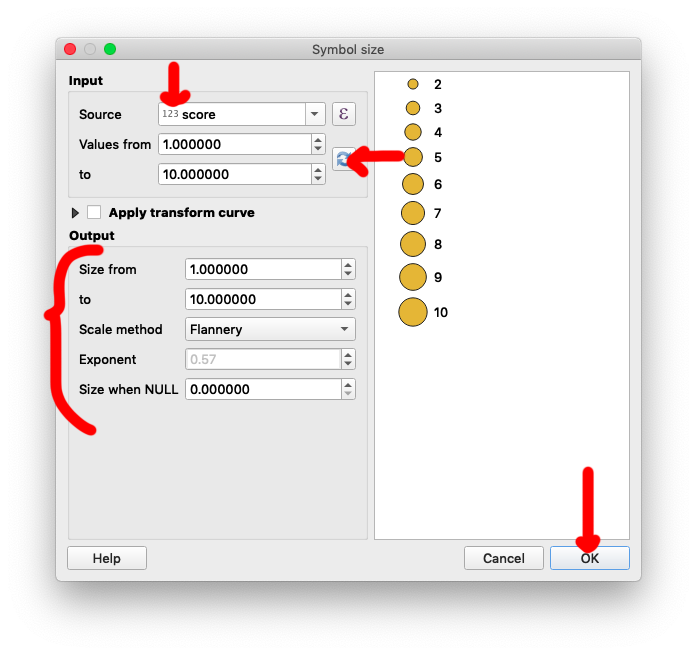 Symbol size
Input
Source
123 score
ε
Values from
1.000000
to
10.000000
Apply transform curve
Output
Size from
1.000000
to
10.000000
Scale method
Flannery
Exponent
0.57
Size when NULL
0.000000
2
3
4
5
6
7
8
9
10
Help
Cancel
OK